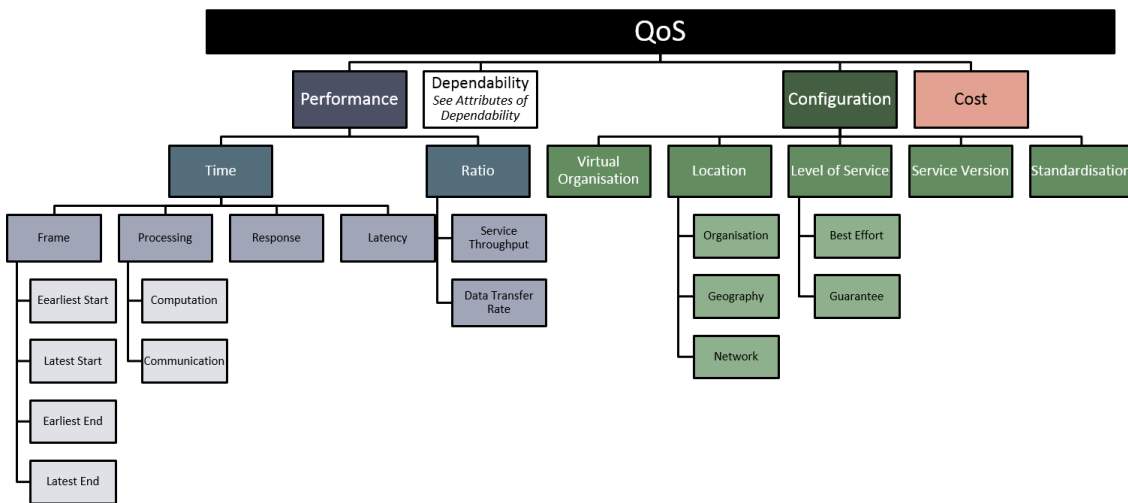 QoS
Performance
Dependability
See Attributes of
Dependability
Configuration
Cost
Time
Ratio
Virtual
Organisation
Location
Level of Service
Service Version
Standardisation
Frame
Processing
Response
Latency
Service
Throughput
Organisation
Best Effort
Eearliest Start
Computation
Data Transfer
Rate
Geography
Guarantee
Latest Start
Communication
Network
Earliest End
Latest End